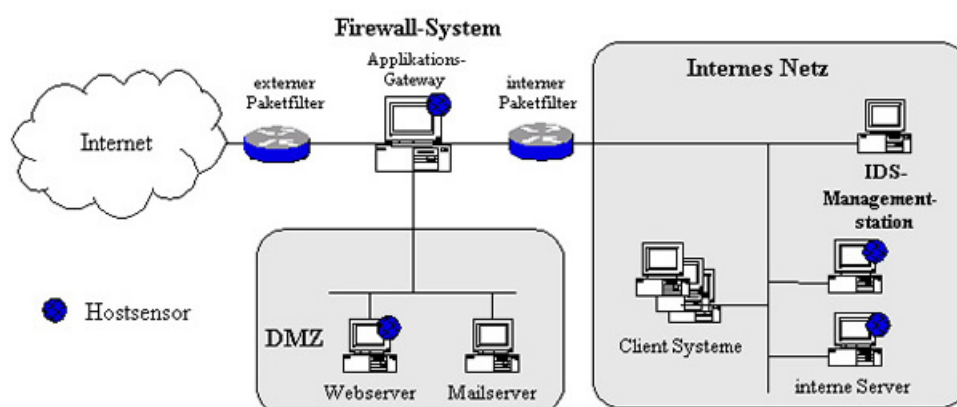 Firewall-System
externer
Paketfilter
Applikations-
Gateway
interner
Paketfilter
Internes Netz
Internet
IDS-
Management-
station
Hostsensor
DMZ
Webserver
Mailserver
Client Systeme
interne Server